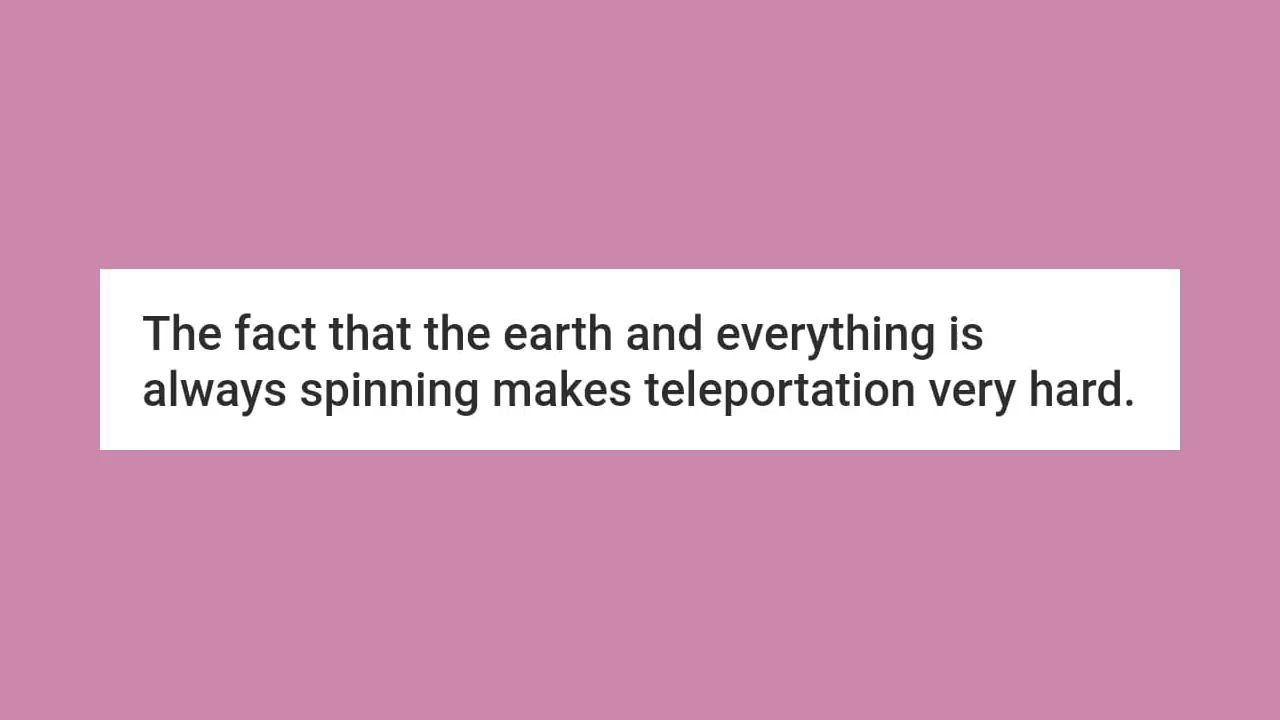 The fact that the earth and everything is
always spinning makes teleportation very hard.